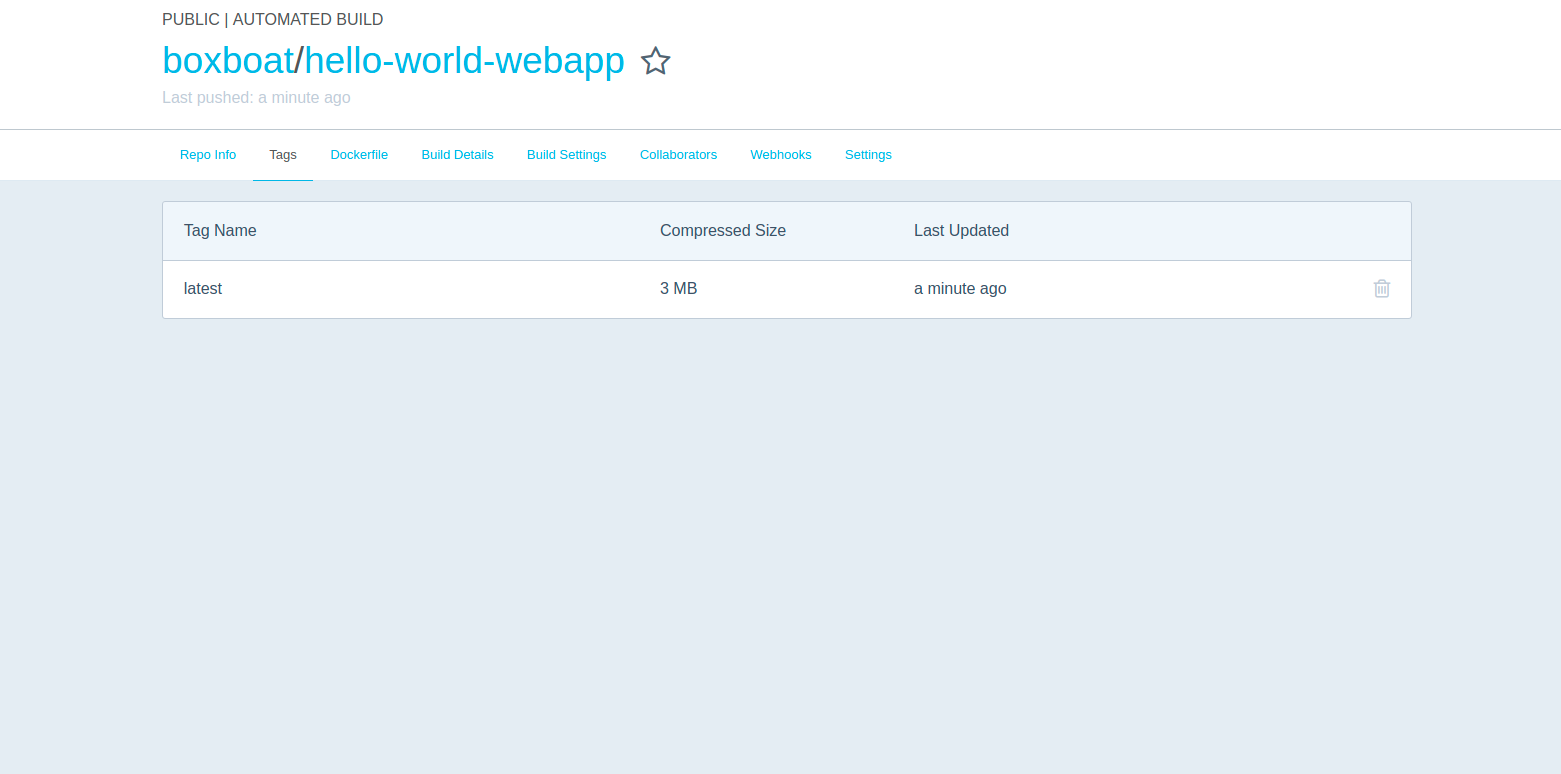 PUBLIC | AUTOMATED BUILD
boxboat/hello-world-webapp
Last pushed: a minute ago
Repo Info Tags Dockerfile Build Details Build Settings Collaborators Webhooks Settings
Tag Name Compressed Size Last Updated
latest 3 MB a minute ago